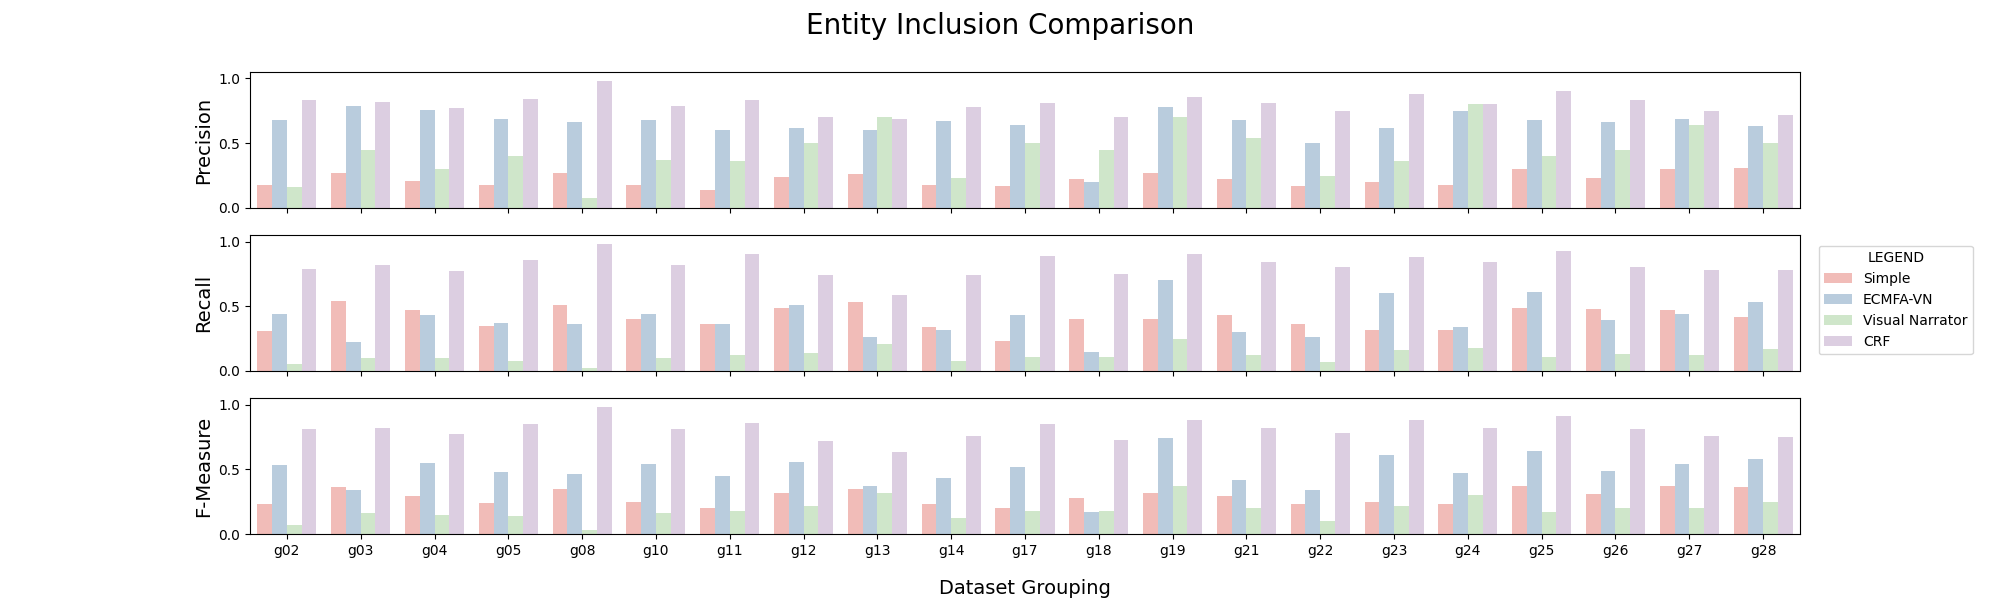 Entity Inclusion Comparison
Precision
1.0
0.5
0.0
Recall
1.0
0.5
0.0
F-Measure
1.0
0.5
0.0
g02 g03 g04 g05 g08 g10 g11 g12 g13 g14 g17 g18 g19 g21 g22 g23 g24 g25 g26 g27 g28
Dataset Grouping
LEGEND
Simple
ECMFA-VN
Visual Narrator
CRF